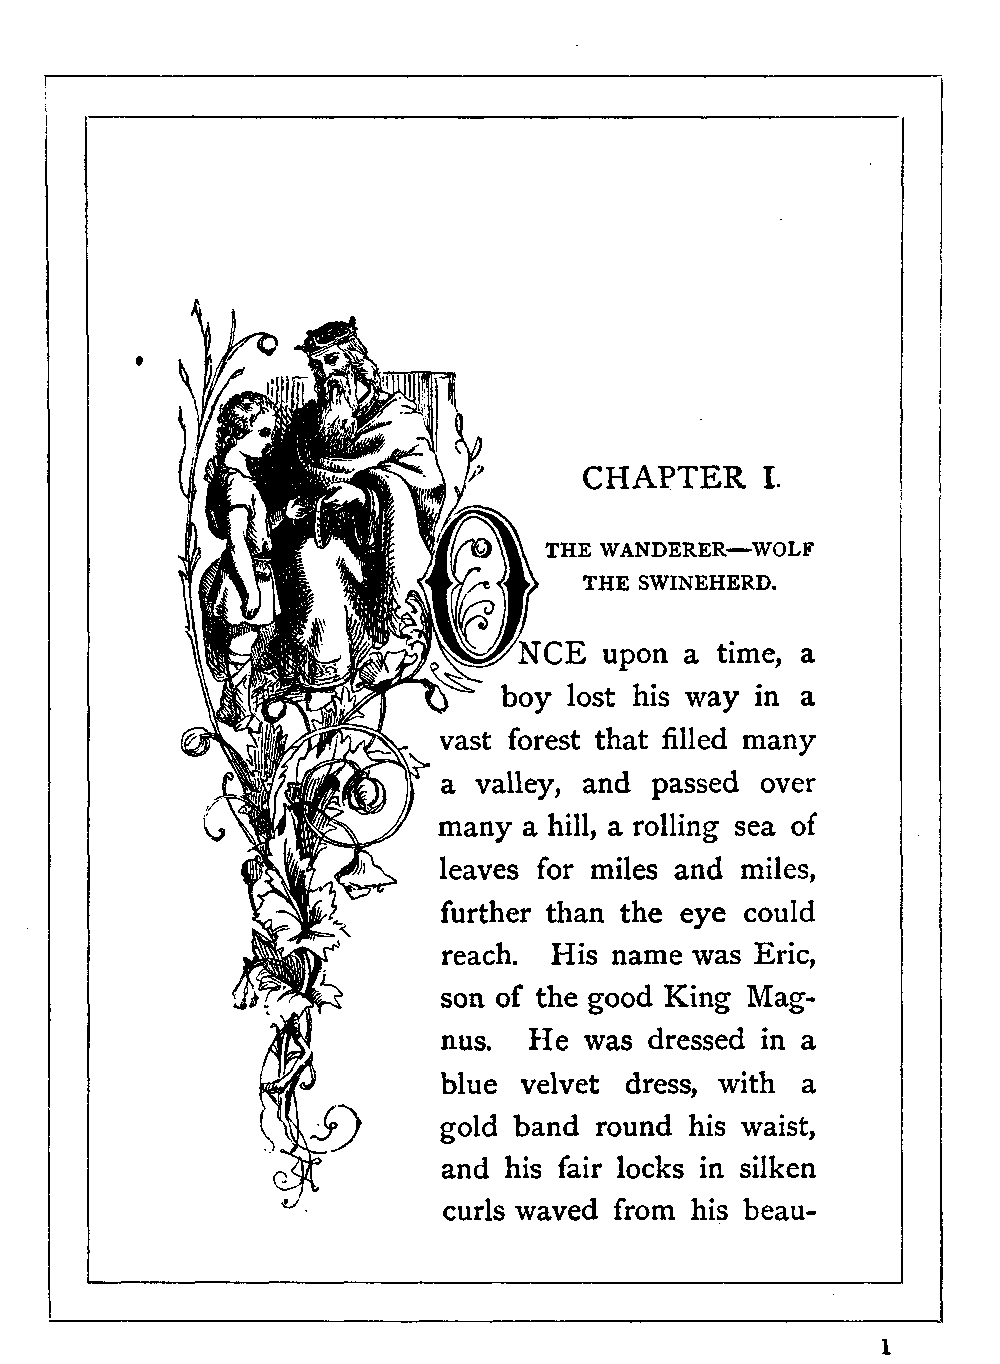 CHAPTER I.
THE WANDERER—WOLF
THE SWINEHERD.
ONCE upon a time, a
boy lost his way in a
vast forest that filled many
a valley, and passed over
many a hill, a rolling sea of
leaves for miles and miles,
further than the eye could
reach. His name was Eric,
son of the good King Mag-
nus. He was dressed in a
blue velvet dress, with a
gold band round his waist,
and his fair locks in silken
curls waved from his beau-
1